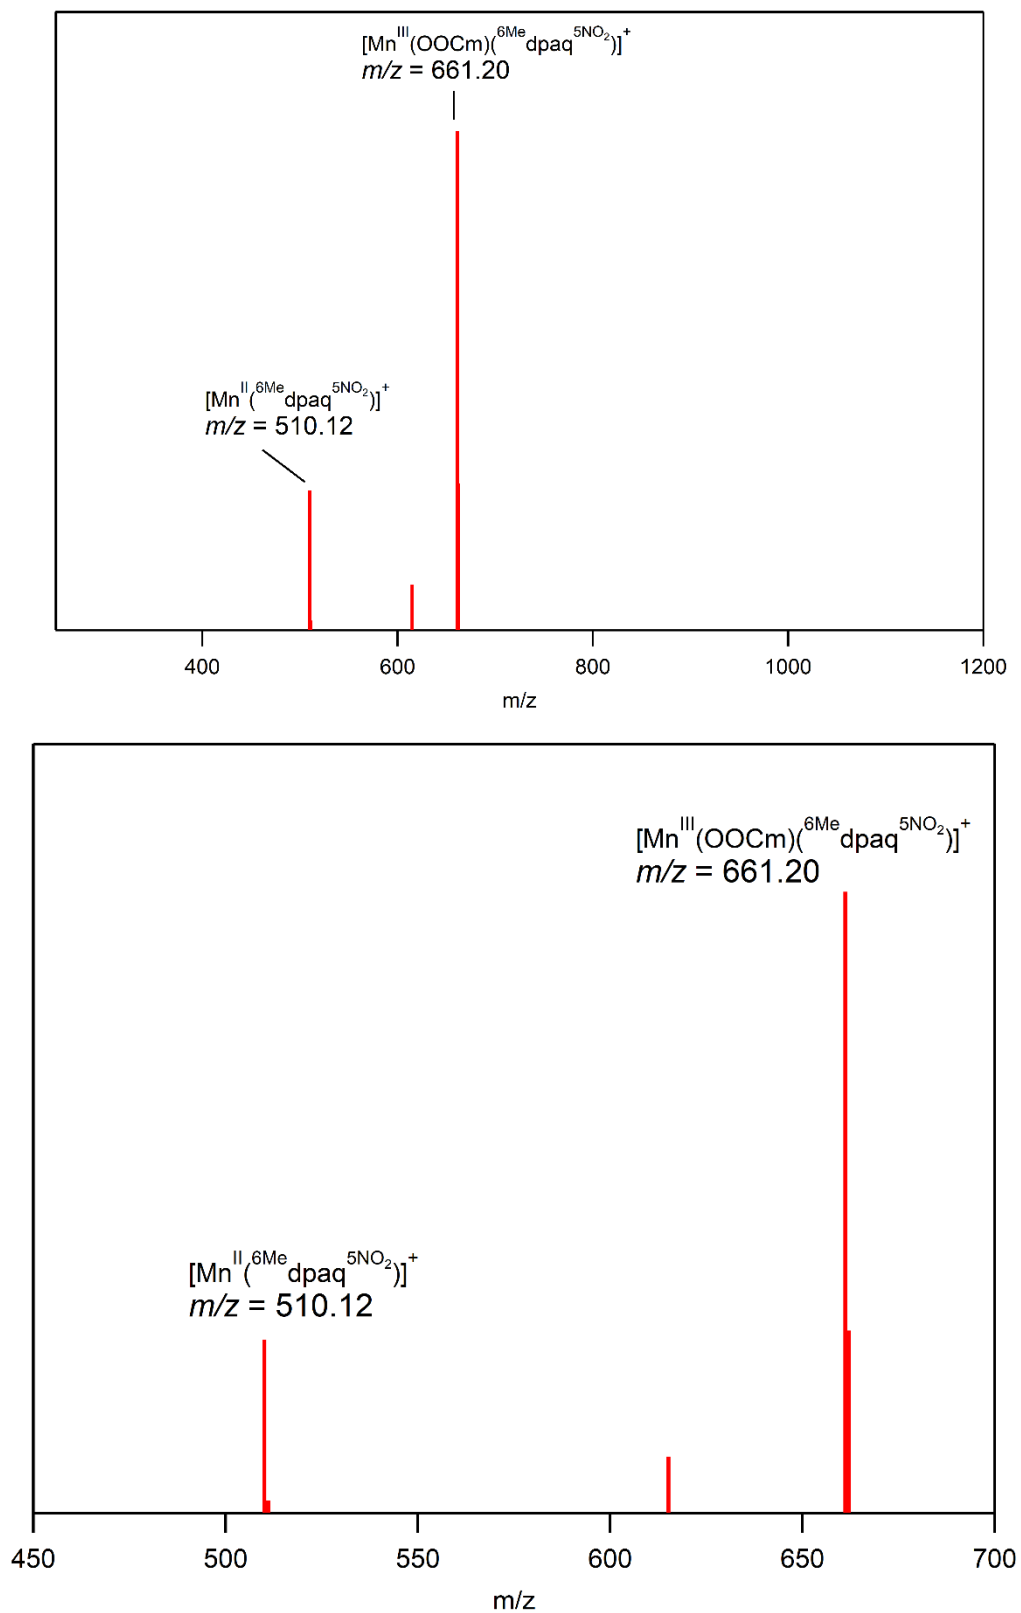 [Mn^III(OOCm)(^6Me dpaq^5NO₂)]^+
m/z = 661.20
[Mn^II(^6Me dpaq^5NO₂)]^+
m/z = 510.12
400 600 800 1000 1200
m/z
[Mn^III(OOCm)(^6Me dpaq^5NO₂)]^+
m/z = 661.20
[Mn^II(^6Me dpaq^5NO₂)]^+
m/z = 510.12
450 500 550 600 650 700
m/z